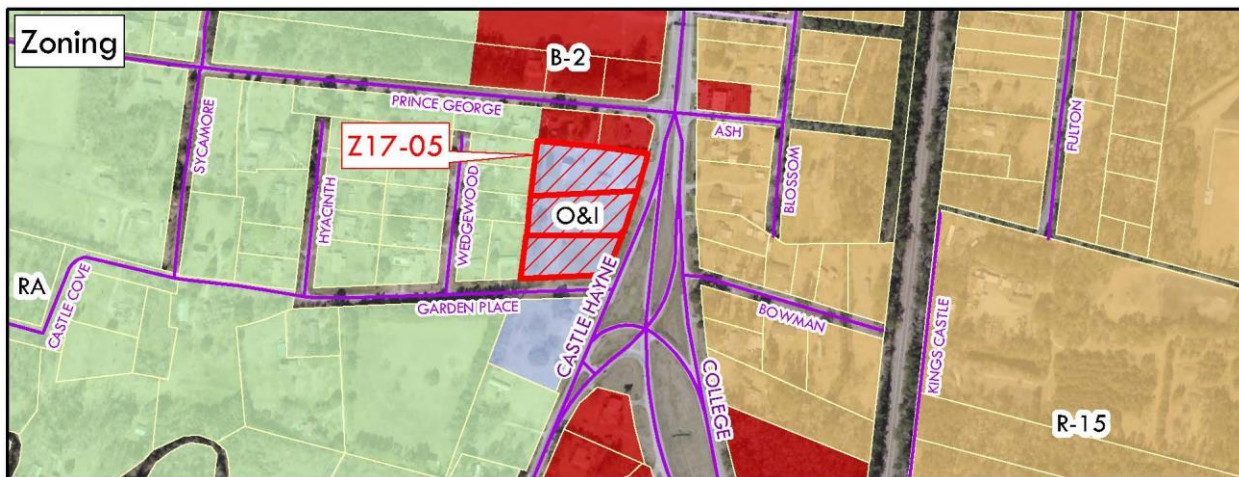 Zoning
B-2
PRINCE GEORGE
ASH
SYCAMORE
Z17-05
HYACINTH
WEDGEWOOD
BLOSSOM
FULTON
O&I
RA
CASTLE COVE
GARDEN PLACE
CASTLE HAYNE
BOWMAN
COLLEGE
KINGS CASTLE
R-15